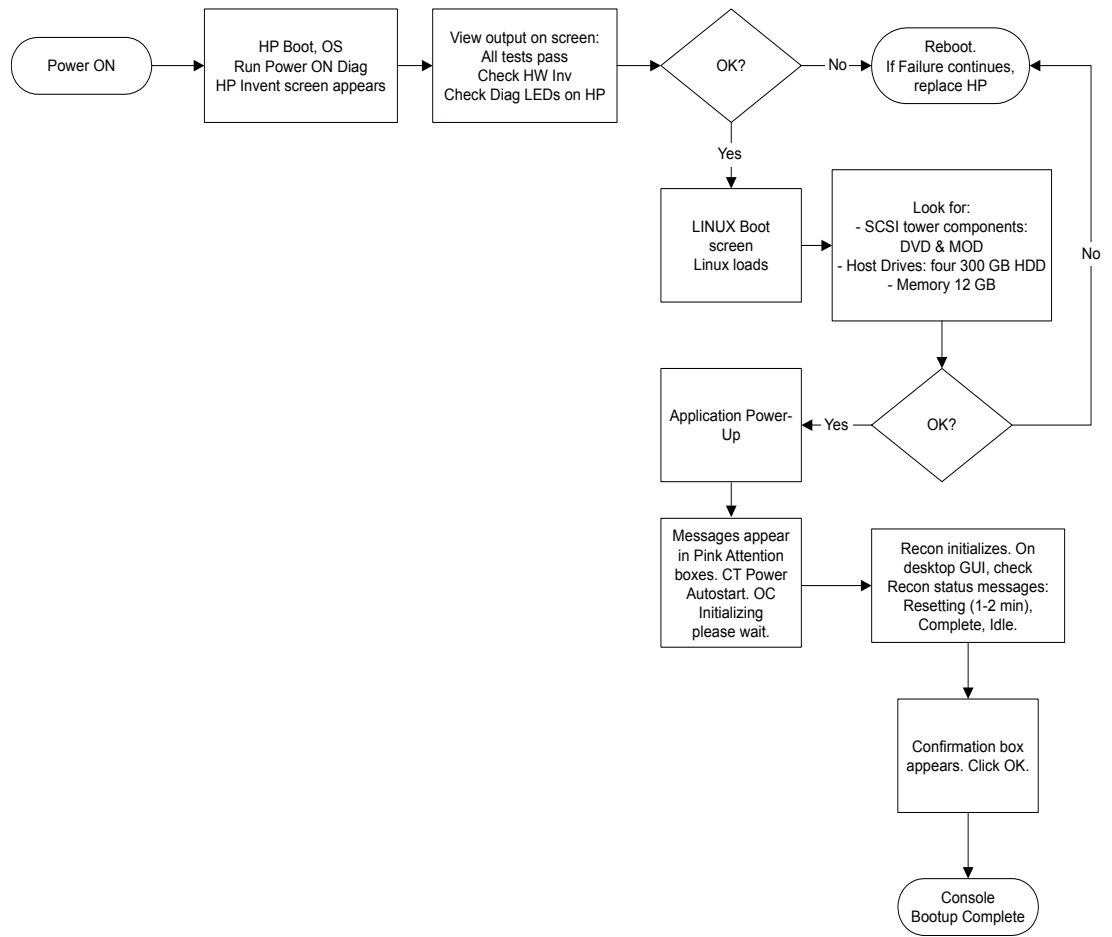 Power ON
HP Boot, OS
Run Power ON Diag
HP Invent screen appears
View output on screen:
All tests pass
Check HW Inv
Check Diag LEDs on HP
OK?
No
Reboot.
If Failure continues,
replace HP
Yes
LINUX Boot
screen
Linux loads
Look for:
- SCSI tower components:
DVD & MOD
- Host Drives: four 300 GB HDD
- Memory 12 GB
No
OK?
Yes
Application Power-
Up
Messages appear
in Pink Attention
boxes. CT Power
Autostart. OC
Initializing
please wait.
Recon initializes. On
desktop GUI, check
Recon status messages:
Resetting (1-2 min),
Complete, Idle.
Confirmation box
appears. Click OK.
Console
Bootup Complete